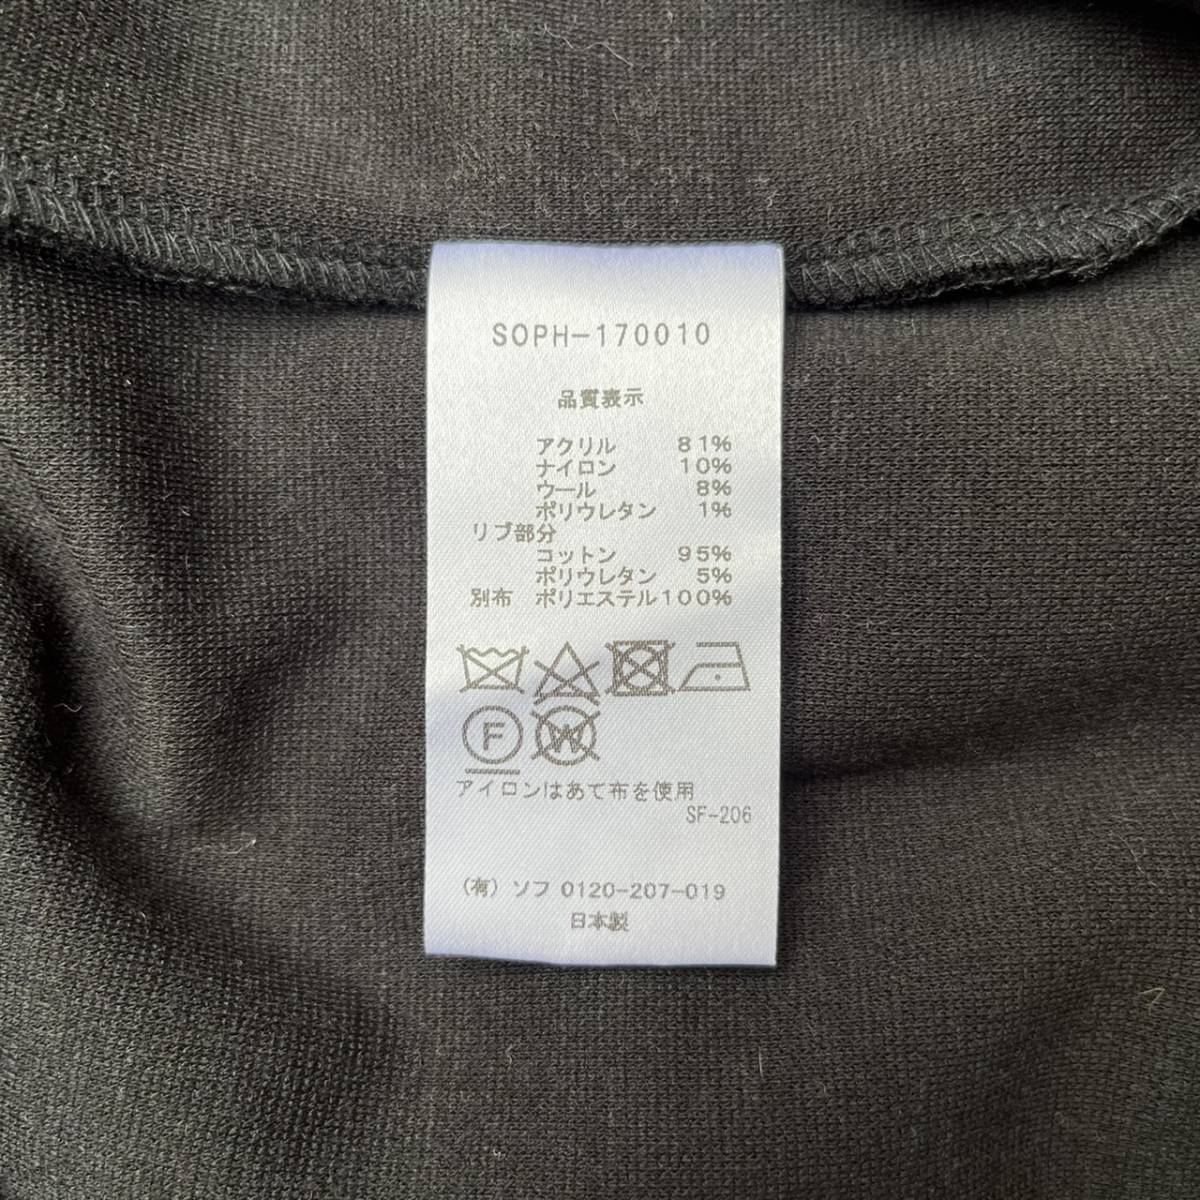 SOPH-170010
品質表示
アクリル 81%
ナイロン 10%
ウール 8%
ポリウレタン 1%
リブ部分
コットン 95%
ポリウレタン 5%
別布 ポリエステル100%
F W
アイロンはあて布を使用
SF-206
(有) ソフ 0120-207-019
日本製